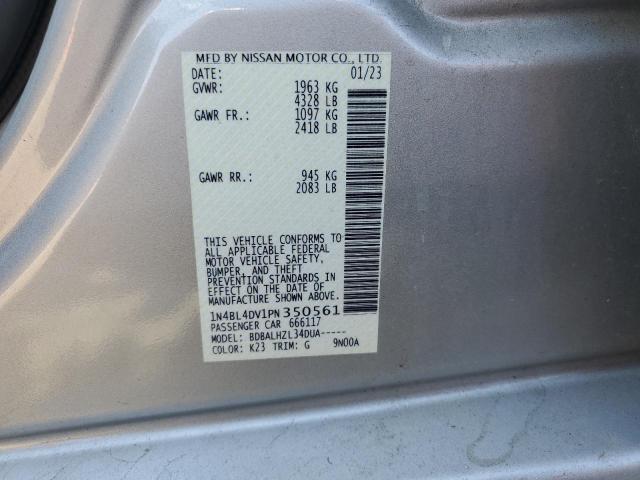 MFD BY NISSAN MOTOR CO., LTD.
DATE: 01/23
GVWR: 1963 KG
4328 LB
GAWR FR.: 1097 KG
2418 LB
GAWR RR.: 945 KG
2083 LB
THIS VEHICLE CONFORMS TO
ALL APPLICABLE FEDERAL
MOTOR VEHICLE SAFETY,
BUMPER, AND THEFT
PREVENTION STANDARDS IN
EFFECT ON THE DATE OF
MANUFACTURE SHOWN ABOVE.
1N4BL4DV1PN350561
PASSENGER CAR 666117
MODEL: BDBALHZL34DUA-----
COLOR: K23 TRIM: G 9N00A